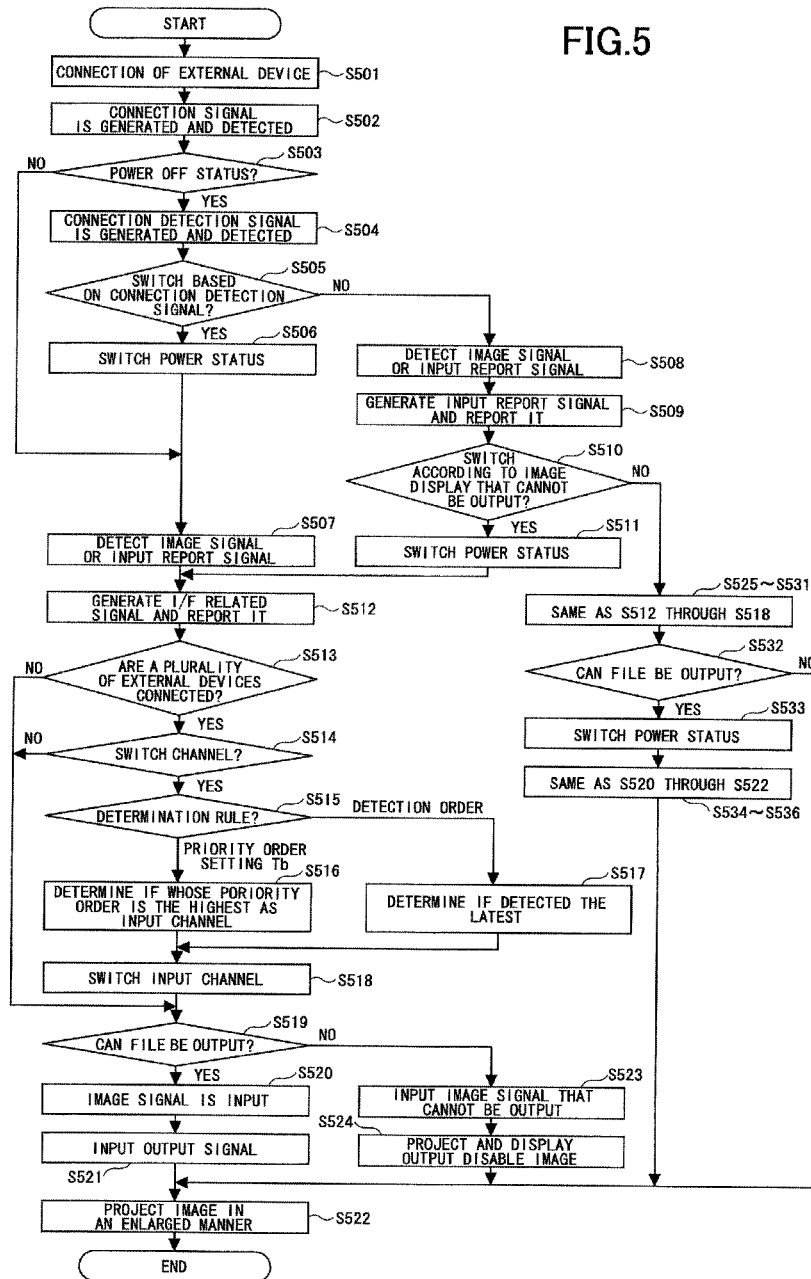 FIG.5
START
CONNECTION OF EXTERNAL DEVICE
S501
CONNECTION SIGNAL
IS GENERATED AND DETECTED
S502
S503
NO
POWER OFF STATUS?
YES
CONNECTION DETECTION SIGNAL
IS GENERATED AND DETECTED
S504
S505
SWITCH BASED
ON CONNECTION DETECTION
SIGNAL?
NO
YES
S506
SWITCH POWER STATUS
DETECT IMAGE SIGNAL
OR INPUT REPORT SIGNAL
S508
GENERATE INPUT REPORT SIGNAL
AND REPORT IT
S509
S510
SWITCH
ACCORDING TO IMAGE
DISPLAY THAT CANNOT
BE OUTPUT?
NO
YES
S511
SWITCH POWER STATUS
S507
DETECT IMAGE SIGNAL
OR INPUT REPORT SIGNAL
GENERATE I/F RELATED
SIGNAL AND REPORT IT
S512
S525~S531
SAME AS S512 THROUGH S518
S532
CAN FILE BE OUTPUT?
NO
YES
S533
SWITCH POWER STATUS
SAME AS S520 THROUGH S522
S534~S536
S513
NO
ARE A PLURALITY
OF EXTERNAL DEVICES
CONNECTED?
YES
S514
NO
SWITCH CHANNEL?
YES
S515
DETERMINATION RULE?
DETECTION ORDER
PRIORITY ORDER
SETTING Tb
S516
DETERMINE IF WHOSE PORIORITY
ORDER IS THE HIGHEST AS
INPUT CHANNEL
S517
DETERMINE IF DETECTED THE
LATEST
SWITCH INPUT CHANNEL
S518
S519
CAN FILE BE OUTPUT?
NO
YES
S520
IMAGE SIGNAL IS INPUT
S523
INPUT IMAGE SIGNAL THAT
CANNOT BE OUTPUT
S524
PROJECT AND DISPLAY
OUTPUT DISABLE IMAGE
INPUT OUTPUT SIGNAL
S521
PROJECT IMAGE IN
AN ENLARGED MANNER
S522
END